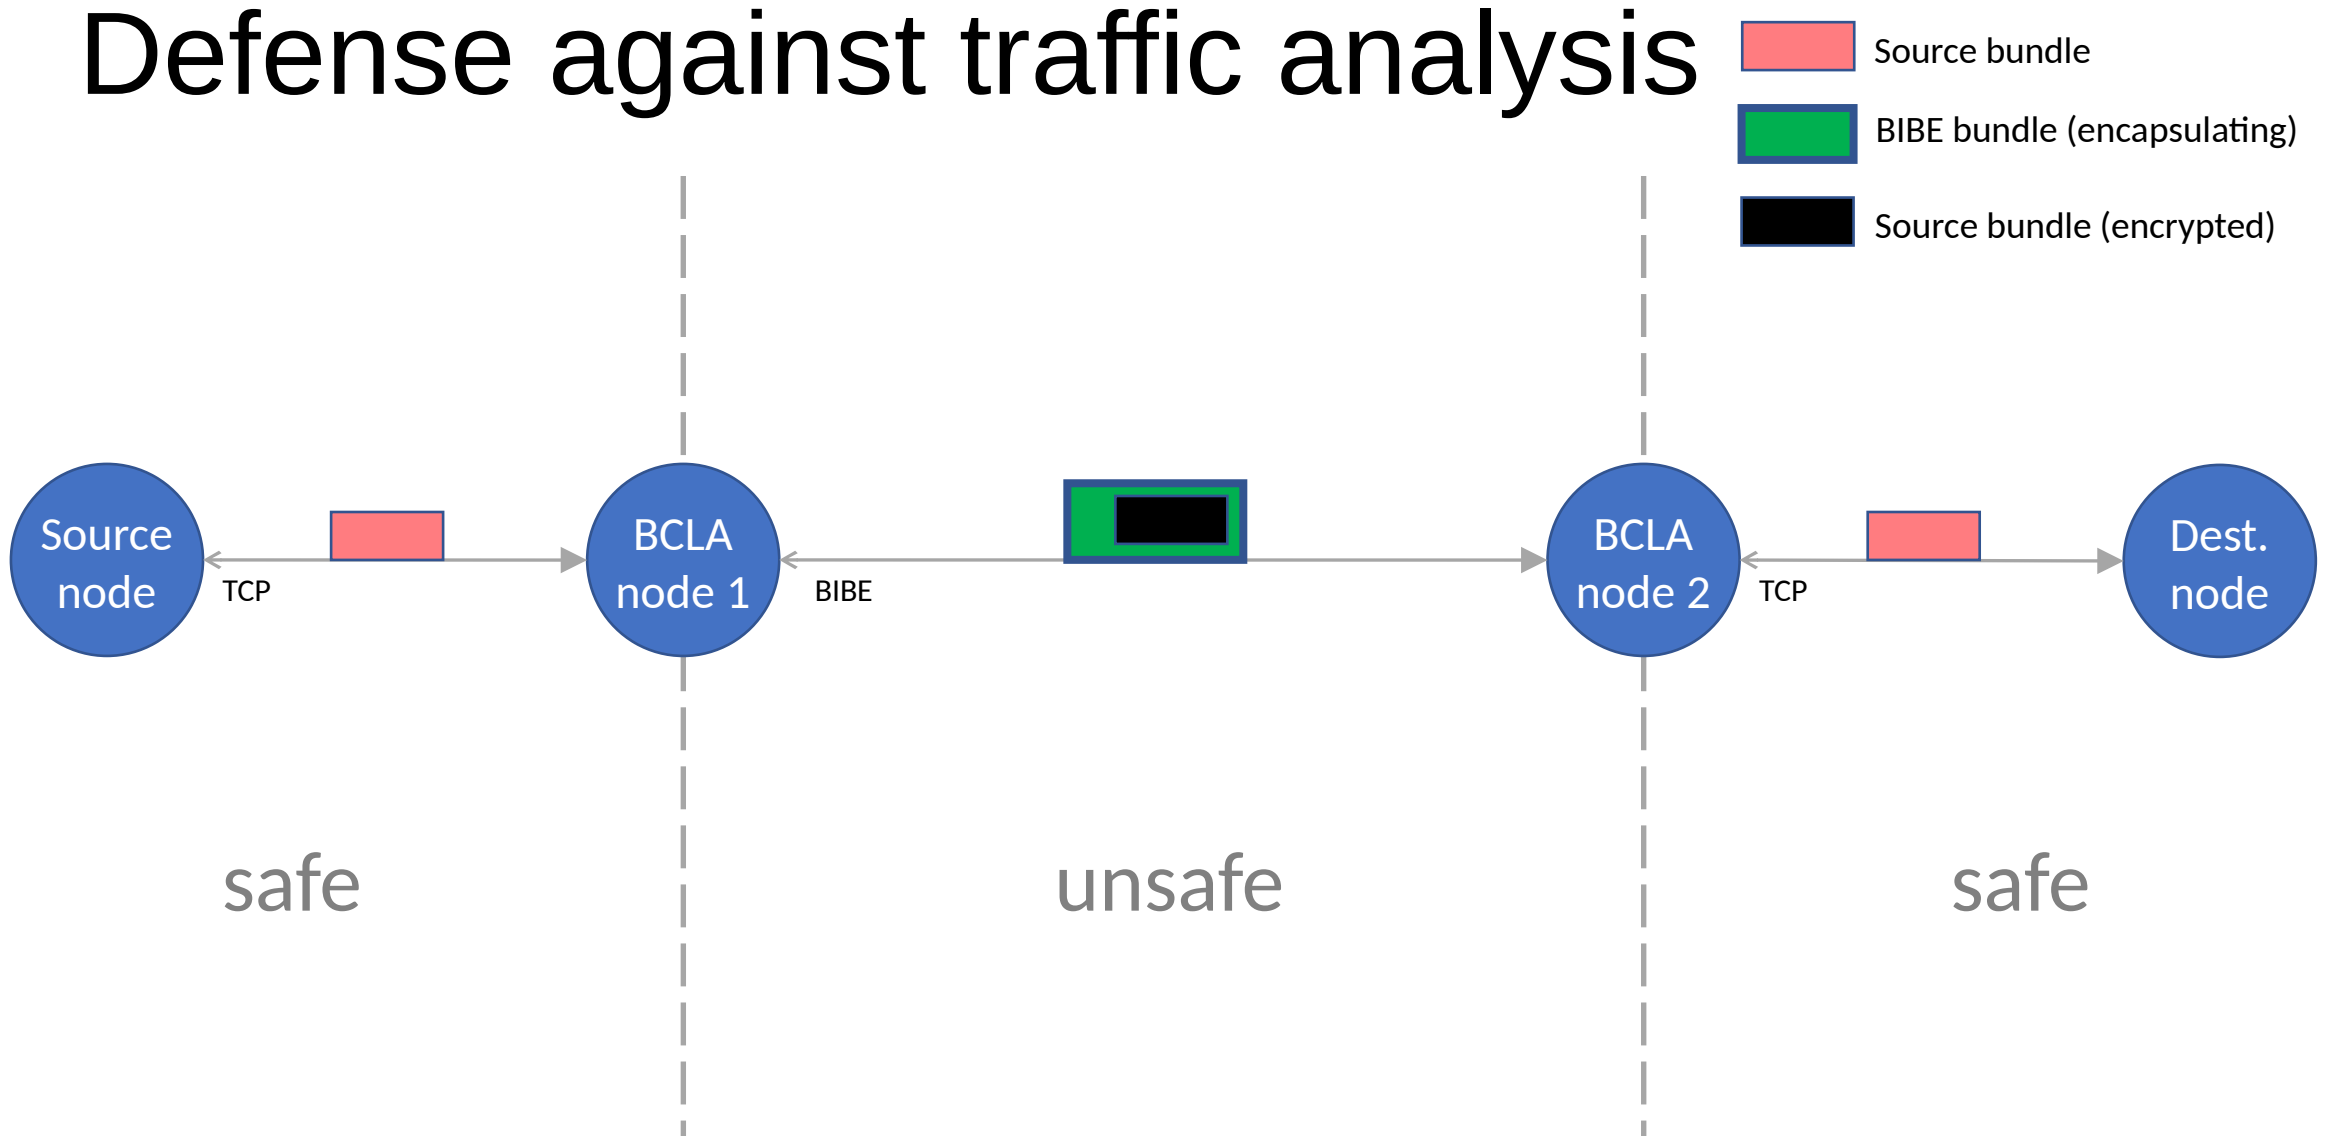 Defense against traffic analysis
Source bundle
BIBE bundle (encapsulating)
Source bundle (encrypted)
Source
node
TCP
BCLA
node 1
BIBE
BCLA
node 2
TCP
Dest.
node
safe
unsafe
safe